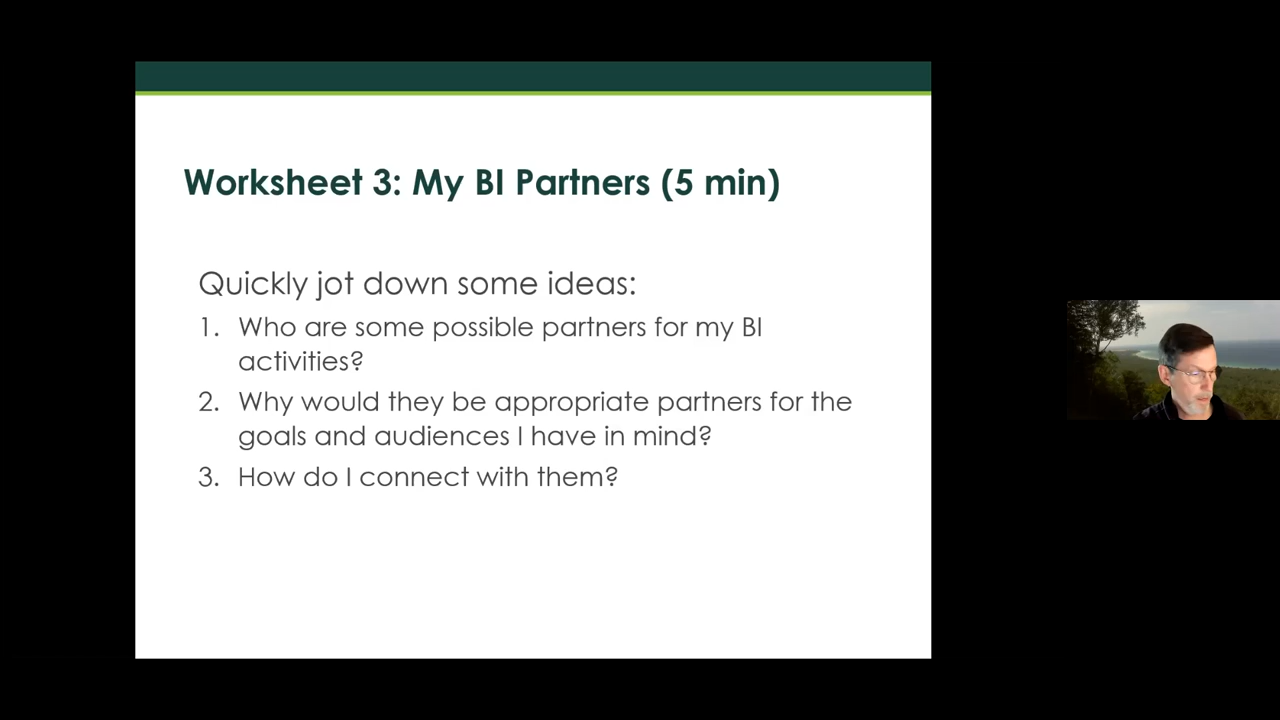 Worksheet 3: My BI Partners (5 min)
Quickly jot down some ideas:
1. Who are some possible partners for my BI
activities?
2. Why would they be appropriate partners for the
goals and audiences I have in mind?
3. How do I connect with them?